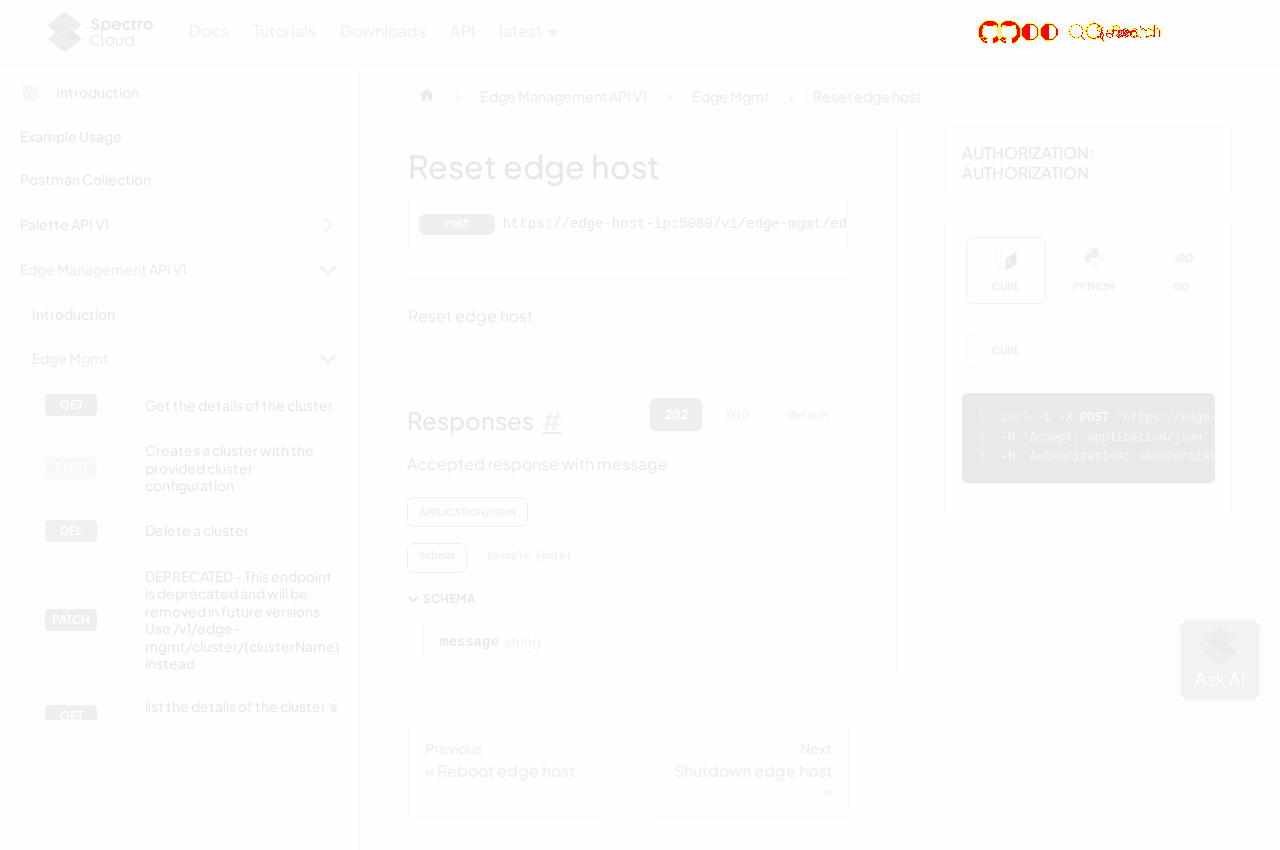 Spectro
Cloud
Docs
Tutorials
Downloads
API
latest
Introduction
Example Usage
Postman Collection
Palette API V1
Edge Management API V1
Introduction
Edge Mgmt
GET
Get the details of the cluster.
POST
Creates a cluster with the
provided cluster
configuration
DEL
Delete a cluster
PATCH
DEPRECATED - This endpoint
is deprecated and will be
removed in future versions.
Use /v1/edge-
mgmt/cluster/{clusterName}
instead
GET
list the details of the cluster's
Edge Management API V1
Edge Mgmt
Reset edge host
Reset edge host
POST
https://edge-host-ip:5080/v1/edge-mgmt/ed
Reset edge host
Responses #
202
500
default
Accepted response with message
APPLICATION/JSON
Schema
Example (auto)
SCHEMA
message string
Previous
« Reboot edge host
Next
Shutdown edge host
»
AUTHORIZATION:
AUTHORIZATION
CURL
PYTHON
GO
GO
CURL
1 curl -L -X POST 'https://edge-
2 -H 'Accept: application/json'
3 -H 'Authorization: <Authorizat
Ask AI